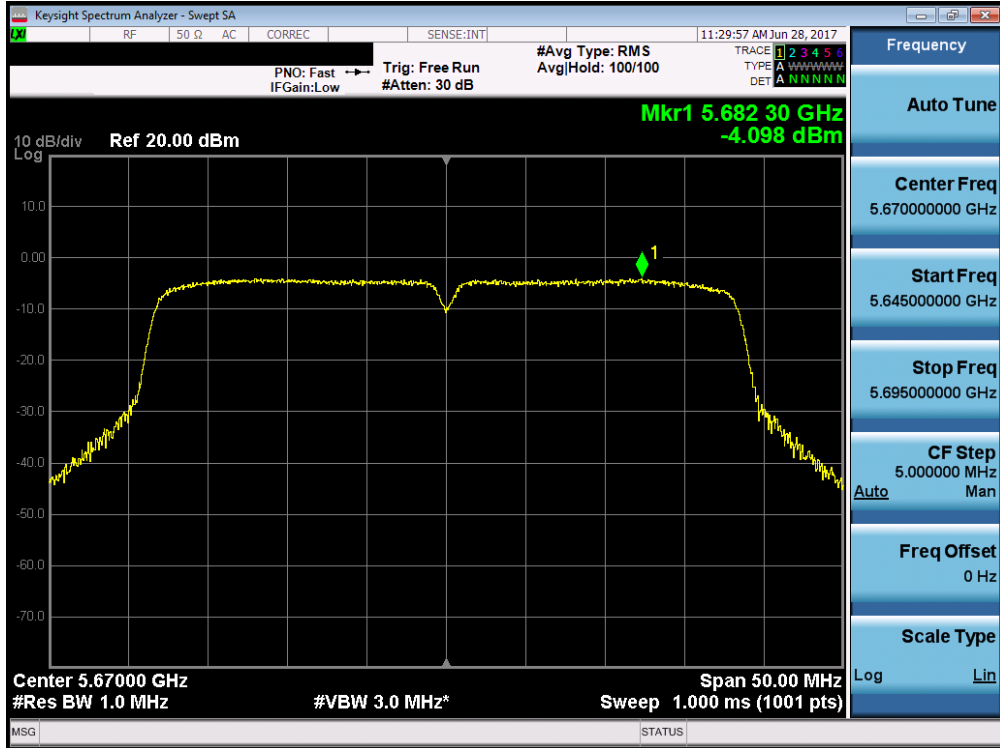 LXI Keysight Spectrum Analyzer - Swept SA
RF 50 Ω AC CORREC SENSE:INT 11:29:57 AM Jun 28, 2017
PNO: Fast
IFGain:Low
Trig: Free Run
#Atten: 30 dB
#Avg Type: RMS
Avg|Hold: 100/100
TRACE 1 2 3 4 5 6
TYPE A WWWWW
DET A N N N N N
Mkr1 5.682 30 GHz
-4.098 dBm
10 dB/div Ref 20.00 dBm
Log
10.0
0.00
-10.0
-20.0
-30.0
-40.0
-50.0
-60.0
-70.0
1
Center 5.67000 GHz Span 50.00 MHz
#Res BW 1.0 MHz #VBW 3.0 MHz* Sweep 1.000 ms (1001 pts)
MSG STATUS
Frequency
Auto Tune
Center Freq
5.670000000 GHz
Start Freq
5.645000000 GHz
Stop Freq
5.695000000 GHz
CF Step
5.000000 MHz
Auto Man
Freq Offset
0 Hz
Scale Type
Log Lin